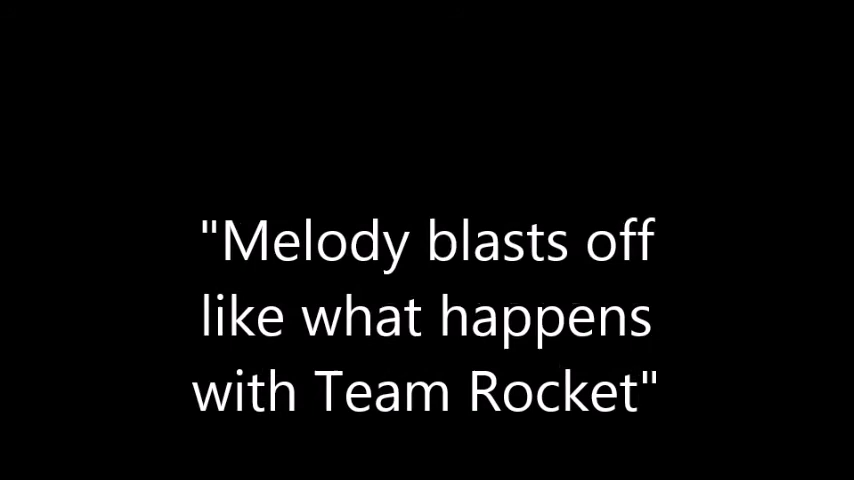 "Melody blasts off
like what happens
with Team Rocket"